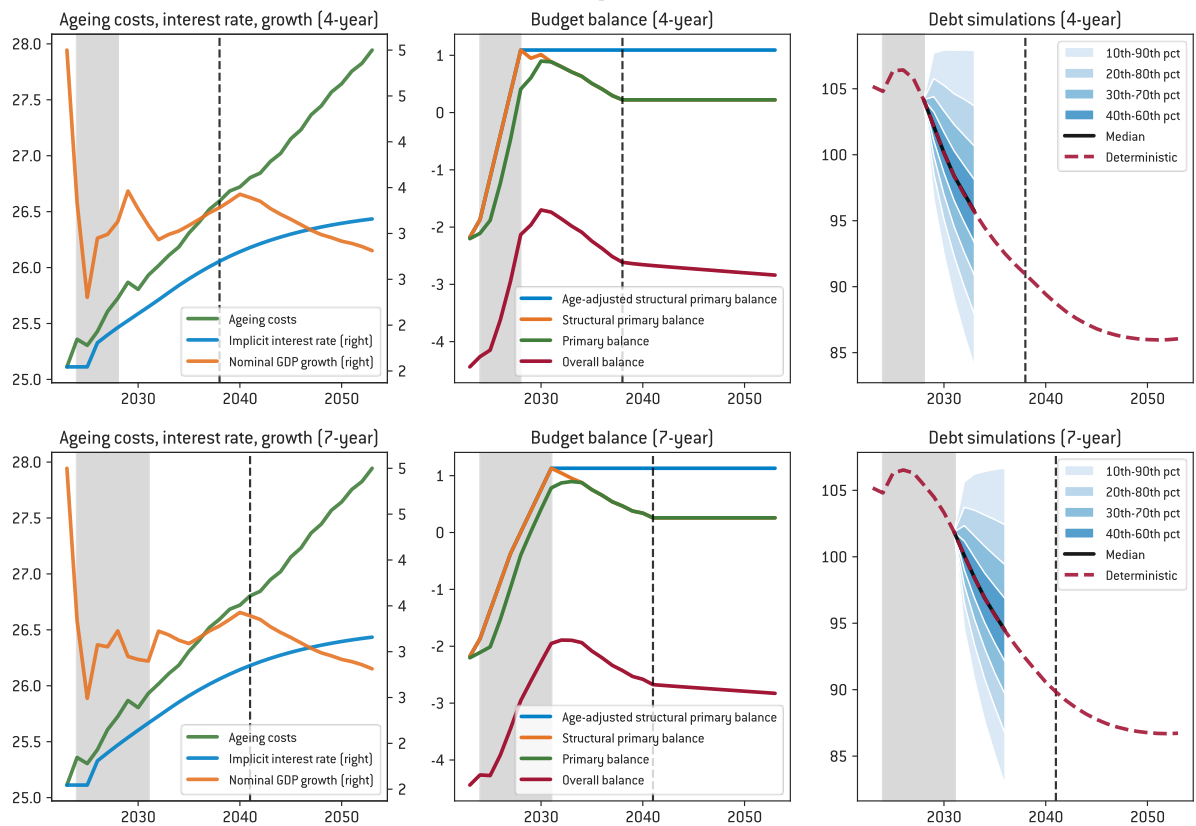 Ageing costs, interest rate, growth (4-year)
28.0
27.5
27.0
26.5
26.0
25.5
25.0
5
5
4
4
3
3
2
2
2030
2040
2050
Ageing costs
Implicit interest rate (right)
Nominal GDP growth (right)
Budget balance (4-year)
1
0
-1
-2
-3
-4
2030
2040
2050
Age-adjusted structural primary balance
Structural primary balance
Primary balance
Overall balance
Debt simulations (4-year)
105
100
95
90
85
2030
2040
2050
10th-90th pct
20th-80th pct
30th-70th pct
40th-60th pct
Median
Deterministic
Ageing costs, interest rate, growth (7-year)
28.0
27.5
27.0
26.5
26.0
25.5
25.0
5
5
4
4
3
3
2
2
2030
2040
2050
Ageing costs
Implicit interest rate (right)
Nominal GDP growth (right)
Budget balance (7-year)
1
0
-1
-2
-3
-4
2030
2040
2050
Age-adjusted structural primary balance
Structural primary balance
Primary balance
Overall balance
Debt simulations (7-year)
105
100
95
90
85
2030
2040
2050
10th-90th pct
20th-80th pct
30th-70th pct
40th-60th pct
Median
Deterministic